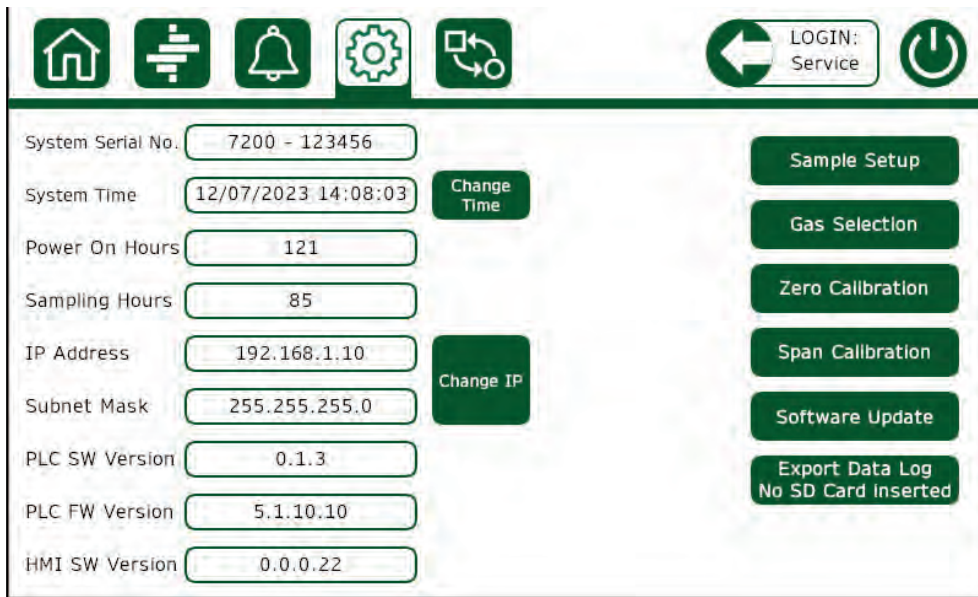 LOGIN:
Service
System Serial No.
7200 - 123456
System Time
12/07/2023 14:08:03
Change
Time
Power On Hours
121
Sampling Hours
85
IP Address
192.168.1.10
Subnet Mask
255.255.255.0
Change IP
PLC SW Version
0.1.3
PLC FW Version
5.1.10.10
HMI SW Version
0.0.0.22
Sample Setup
Gas Selection
Zero Calibration
Span Calibration
Software Update
Export Data Log
No SD Card inserted